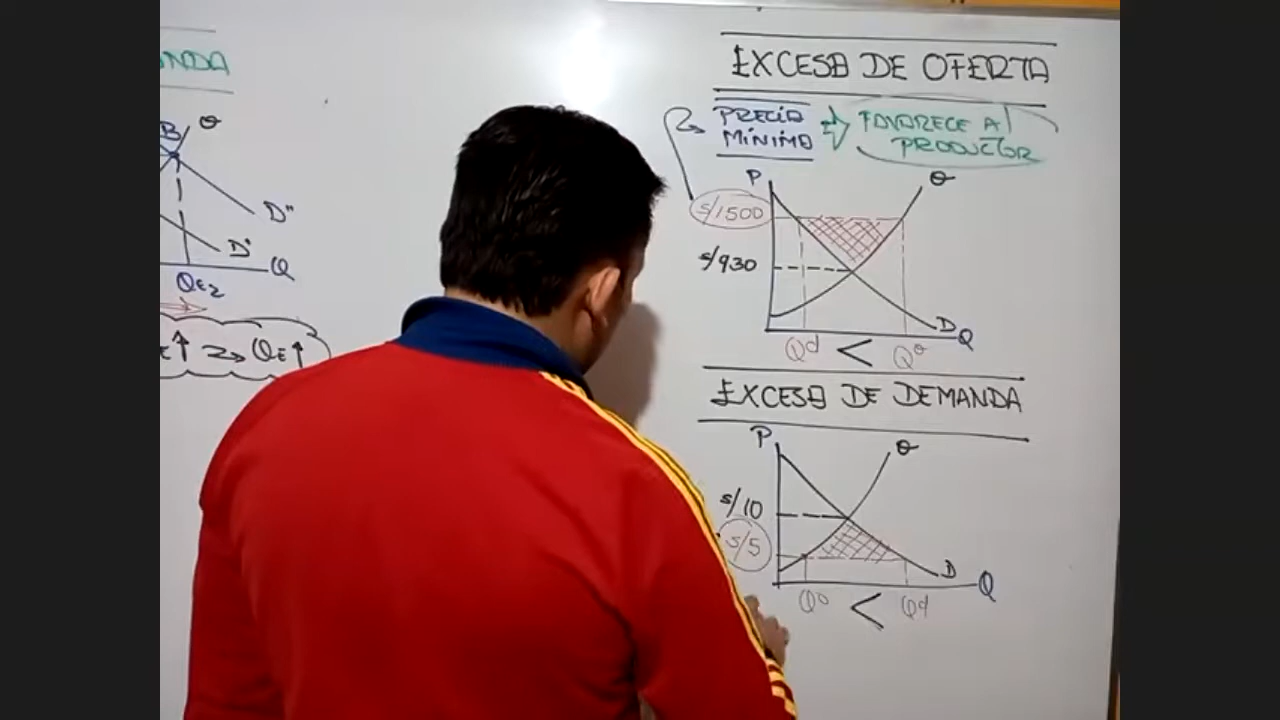 NDA
B
O
D"
D'
Q
QE2
E↑ => QE↑
EXCESO DE OFERTA
PRECIO
MÍNIMO
FAVORECE AL
PRODUCTOR
P
O
S/1500
S/930
D
Q
Qd < Qo
EXCESO DE DEMANDA
P
O
S/10
S/5
D
Q
Qo < Qd